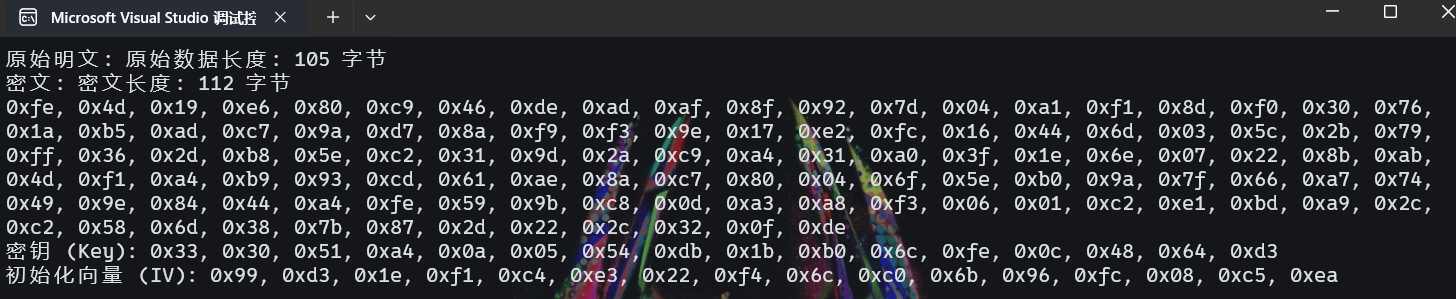 Microsoft Visual Studio 调试控
原始明文: 原始数据长度: 105 字节
密文: 密文长度: 112 字节
0xfe, 0x4d, 0x19, 0xe6, 0x80, 0xc9, 0x46, 0xde, 0xad, 0xaf, 0x8f, 0x92, 0x7d, 0x04, 0xa1, 0xf1, 0x8d, 0xf0, 0x30, 0x76,
0x1a, 0xb5, 0xad, 0xc7, 0x9a, 0xd7, 0x8a, 0xf9, 0xf3, 0x9e, 0x17, 0xe2, 0xfc, 0x16, 0x44, 0x6d, 0x03, 0x5c, 0x2b, 0x79,
0xff, 0x36, 0x2d, 0xb8, 0x5e, 0xc2, 0x31, 0x9d, 0x2a, 0xc9, 0xa4, 0x31, 0xa0, 0x3f, 0x1e, 0x6e, 0x07, 0x22, 0x8b, 0xab,
0x4d, 0xf1, 0xa4, 0xb9, 0x93, 0xcd, 0x61, 0xae, 0x8a, 0xc7, 0x80, 0x04, 0x6f, 0x5e, 0xb0, 0x9a, 0x7f, 0x66, 0xa7, 0x74,
0x49, 0x9e, 0x84, 0x44, 0xa4, 0xfe, 0x59, 0x9b, 0xc8, 0x0d, 0xa3, 0xa8, 0xf3, 0x06, 0x01, 0xc2, 0xe1, 0xbd, 0xa9, 0x2c,
0xc2, 0x58, 0x6d, 0x38, 0x7b, 0x87, 0x2d, 0x22, 0x2c, 0x32, 0x0f, 0xde
密钥 (Key): 0x33, 0x30, 0x51, 0xa4, 0x0a, 0x05, 0x54, 0xdb, 0x1b, 0xb0, 0x6c, 0xfe, 0x0c, 0x48, 0x64, 0xd3
初始化向量 (IV): 0x99, 0xd3, 0x1e, 0xf1, 0xc4, 0xe3, 0x22, 0xf4, 0x6c, 0xc0, 0x6b, 0x96, 0xfc, 0x08, 0xc5, 0xea